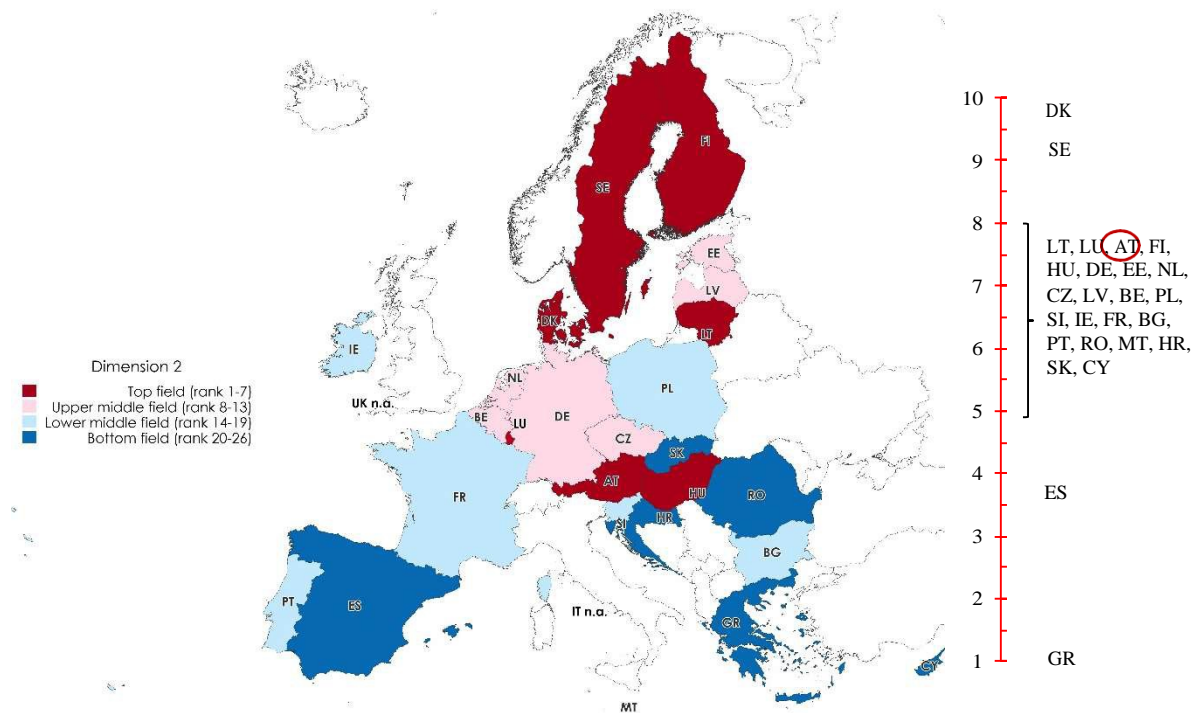 FI
SE
EE
LV
LT
DK
IE
NL
PL
UK n.a.
BE
LU
DE
CZ
SK
FR
AT
HU
RO
SI
HR
BG
PT
ES
IT n.a.
GR
CY
MT
Dimension 2
Top field (rank 1-7)
Upper middle field (rank 8-13)
Lower middle field (rank 14-19)
Bottom field (rank 20-26)
10
9
8
7
6
5
4
3
2
1
DK
SE
LT, LU, AT, FI,
HU, DE, EE, NL,
CZ, LV, BE, PL,
SI, IE, FR, BG,
PT, RO, MT, HR,
SK, CY
ES
GR